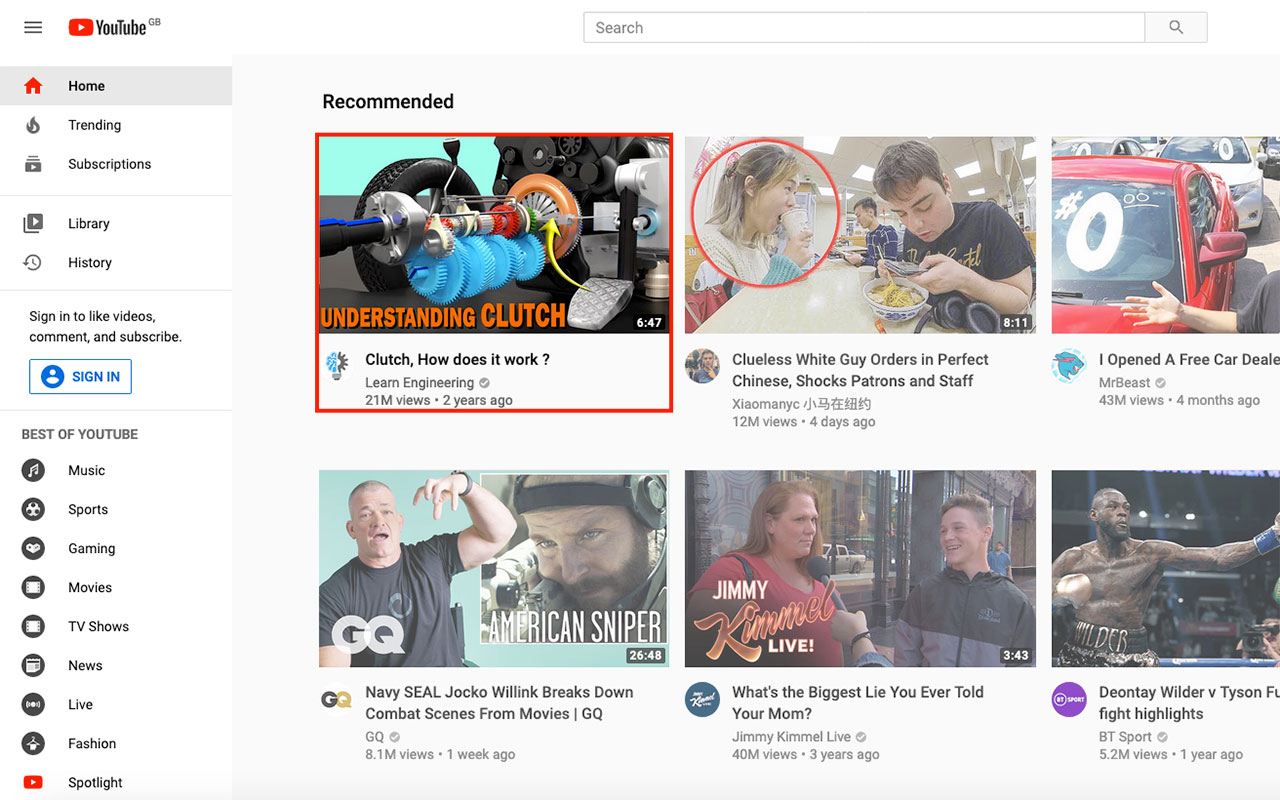 YouTube GB
Search
Home
Trending
Subscriptions
Library
History
Sign in to like videos,
comment, and subscribe.
SIGN IN
BEST OF YOUTUBE
Music
Sports
Gaming
Movies
TV Shows
News
Live
Fashion
Spotlight
Recommended
UNDERSTANDING CLUTCH
6:47
Clutch, How does it work ?
Learn Engineering
21M views • 2 years ago
8:11
Clueless White Guy Orders in Perfect
Chinese, Shocks Patrons and Staff
Xiaomanyc 小马在纽约
12M views • 4 days ago
#0 00
0
I Opened A Free Car Deale
MrBeast
43M views • 4 months ago
GQ
AMERICAN SNIPER
26:48
GQ
Navy SEAL Jocko Willink Breaks Down
Combat Scenes From Movies | GQ
GQ
8.1M views • 1 week ago
JIMMY
Kimmel
LIVE!
3:43
What's the Biggest Lie You Ever Told
Your Mom?
Jimmy Kimmel Live
40M views • 3 years ago
WILDER
BT SPORT
Deontay Wilder v Tyson Fu
fight highlights
BT Sport
5.2M views • 1 year ago